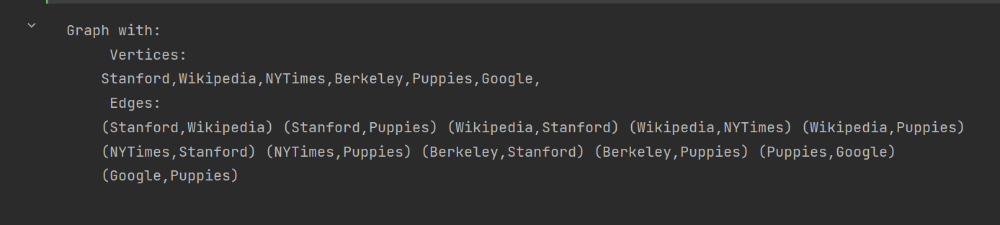 Graph with:
Vertices:
Stanford,Wikipedia,NYTimes,Berkeley,Puppies,Google,
Edges:
(Stanford,Wikipedia) (Stanford,Puppies) (Wikipedia,Stanford) (Wikipedia,NYTimes) (Wikipedia,Puppies)
(NYTimes,Stanford) (NYTimes,Puppies) (Berkeley,Stanford) (Berkeley,Puppies) (Puppies,Google)
(Google,Puppies)